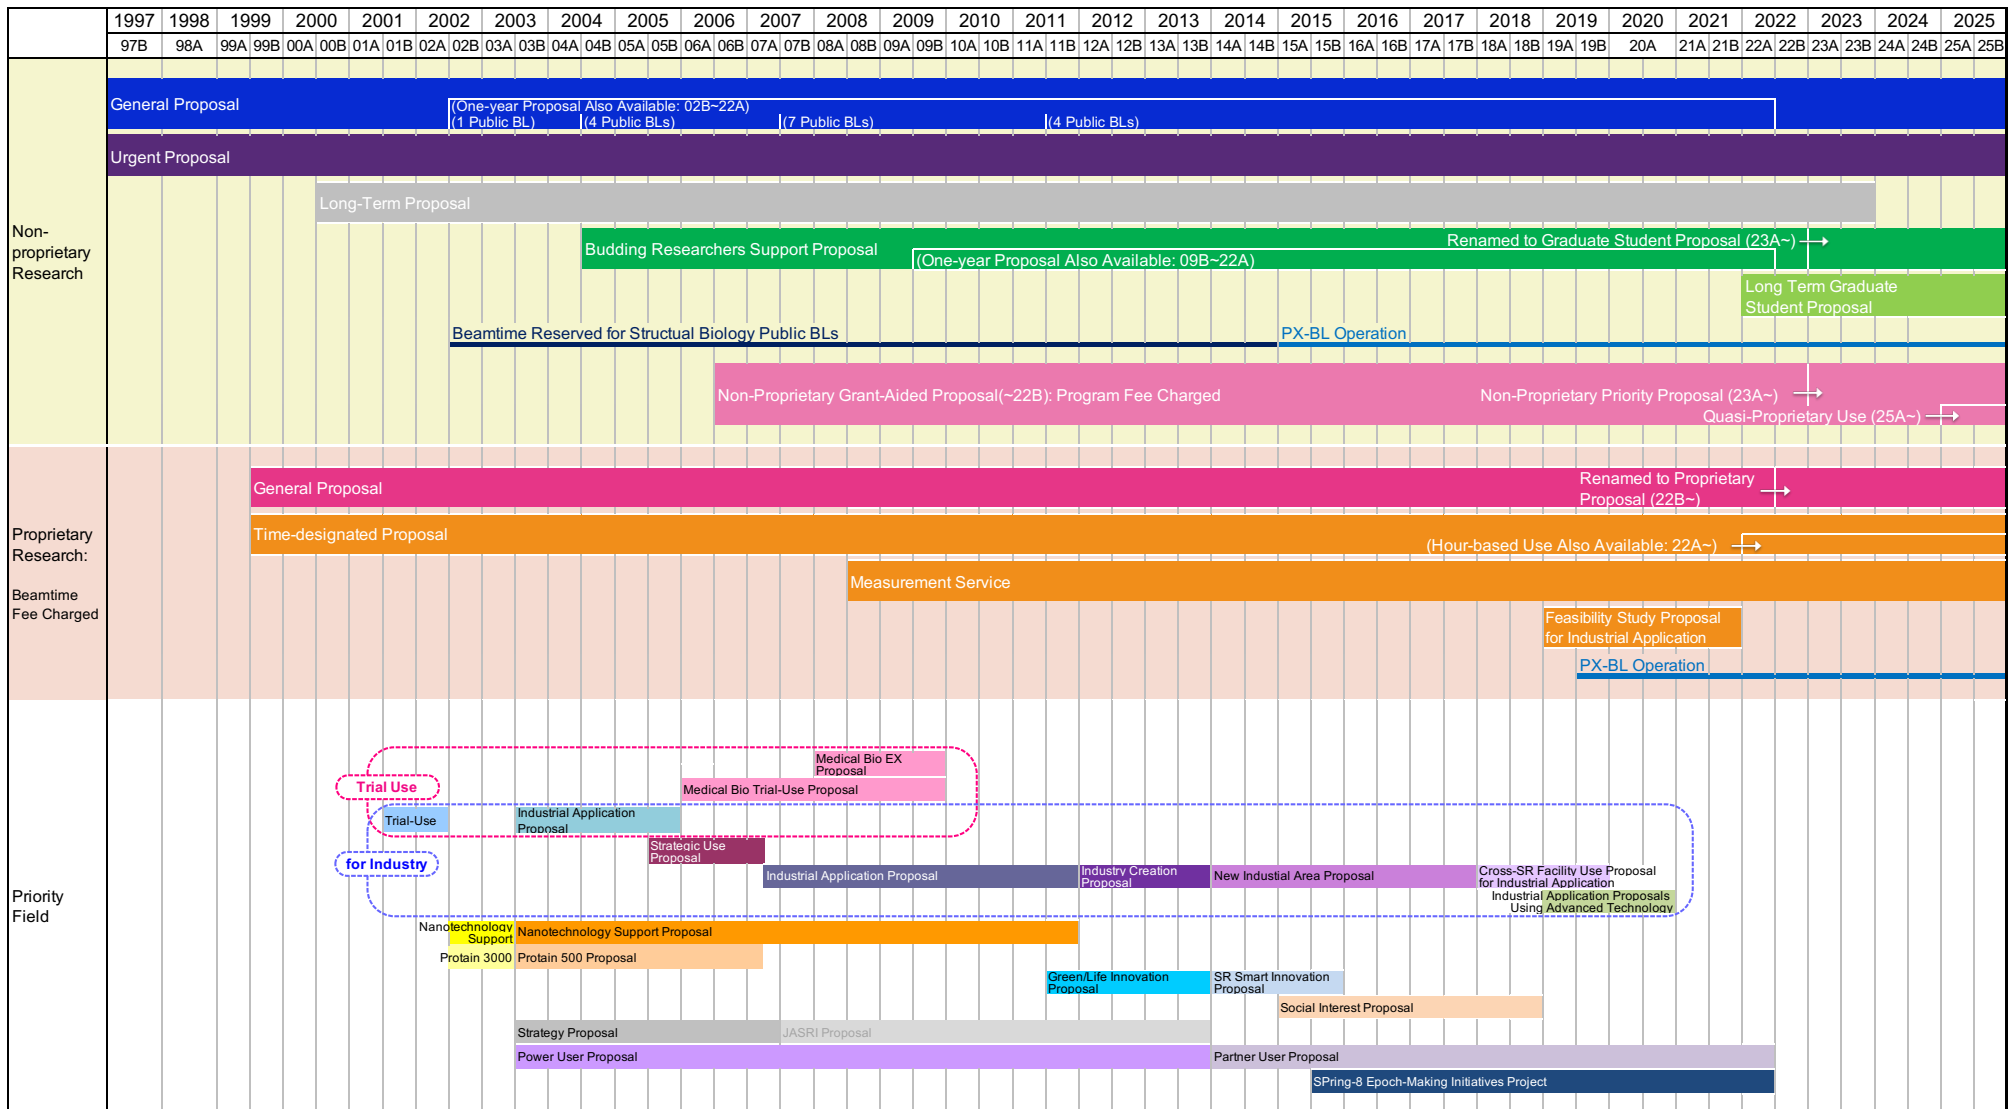 1997 1998 1999 2000 2001 2002 2003 2004 2005 2006 2007 2008 2009 2010 2011 2012 2013 2014 2015 2016 2017 2018 2019 2020 2021 2022 2023 2024 2025
97B 98A 99A 99B 00A 00B 01A 01B 02A 02B 03A 03B 04A 04B 05A 05B 06A 06B 07A 07B 08A 08B 09A 09B 10A 10B 11A 11B 12A 12B 13A 13B 14A 14B 15A 15B 16A 16B 17A 17B 18A 18B 19A 19B 20A 21A 21B 22A 22B 23A 23B 24A 24B 25A 25B
Non-
proprietary
Research
General Proposal
(One-year Proposal Also Available: 02B~22A)
(1 Public BL) (4 Public BLs) (7 Public BLs) (4 Public BLs)
Urgent Proposal
Long-Term Proposal
Budding Researchers Support Proposal
Renamed to Graduate Student Proposal (23A~)
(One-year Proposal Also Available: 09B~22A)
Long Term Graduate
Student Proposal
Beamtime Reserved for Structual Biology Public BLs
PX-BL Operation
Non-Proprietary Grant-Aided Proposal(~22B): Program Fee Charged
Non-Proprietary Priority Proposal (23A~)
Quasi-Proprietary Use (25A~)
Proprietary
Research:
Beamtime
Fee Charged
General Proposal
Renamed to Proprietary
Proposal (22B~)
Time-designated Proposal
(Hour-based Use Also Available: 22A~)
Measurement Service
Feasibility Study Proposal
for Industrial Application
PX-BL Operation
Priority
Field
Trial Use
Medical Bio EX
Proposal
Medical Bio Trial-Use Proposal
Trial-Use
Industrial Application
Proposal
for Industry
Strategic Use
Proposal
Industrial Application Proposal
Industry Creation
Proposal
New Industial Area Proposal
Cross-SR Facility Use Proposal
for Industrial Application
Industrial Application Proposals
Using Advanced Technology
Nanotechnology
Support
Nanotechnology Support Proposal
Protain 3000
Protain 500 Proposal
Green/Life Innovation
Proposal
SR Smart Innovation
Proposal
Social Interest Proposal
Strategy Proposal
JASRI Proposal
Power User Proposal
Partner User Proposal
SPring-8 Epoch-Making Initiatives Project